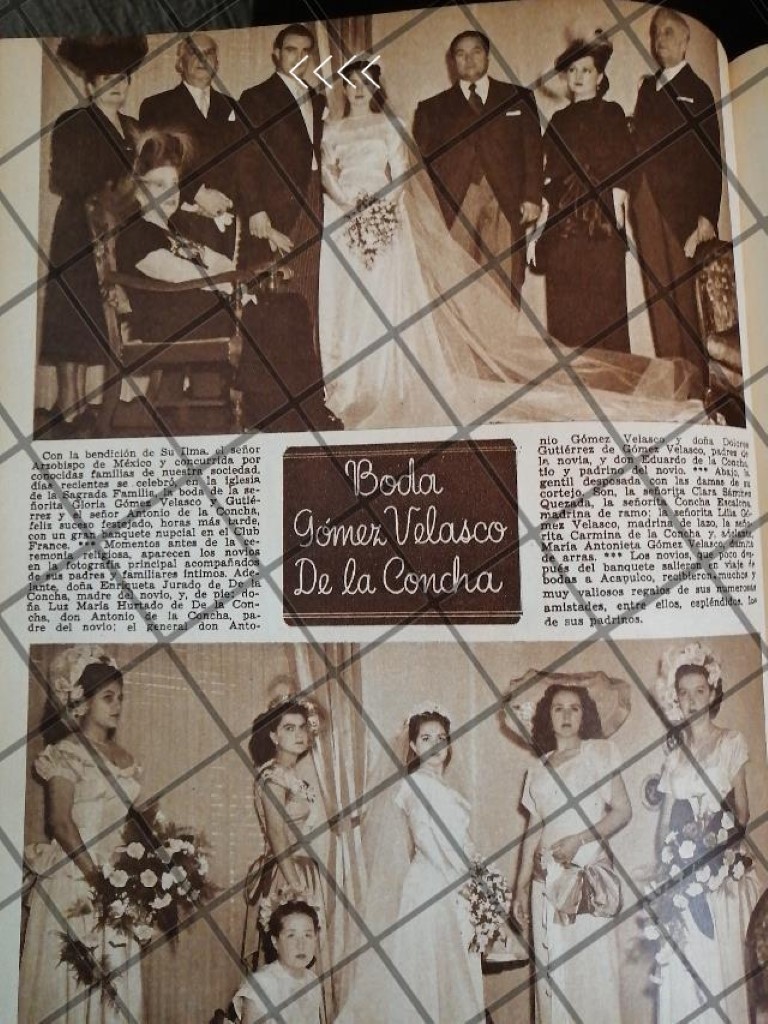 Con la bendición de Su Ilma. el señor
Arzobispo de México y concurrida por
conocidas familias de nuestra sociedad,
días recientes se celebró en la iglesia
de la Sagrada Familia, la boda de la se-
ñorita Gloria Gómez Velasco y Gutié-
rrez y el señor Antonio de la Concha,
feliz suceso festejado, horas más tarde,
con un gran banquete nupcial en el Club
France. *** Momentos antes de la ce-
remonia religiosa, aparecen los novios
en la fotografía principal acompañados
de sus padres y familiares íntimos. Ade-
lante, doña Enriqueta Jurado de De la
Concha, madre del novio, y, de pie: do-
ña Luz María Hurtado de De la Con-
cha, don Antonio de la Concha, pa-
dre del novio; el general don Anto-
Boda
Gómez Velasco
De la Concha
nio Gómez Velasco y doña Dolores
Gutiérrez de Gómez Velasco, padres de
la novia, y don Eduardo de la Concha,
tío y padrino del novio. *** Abajo, la
gentil desposada con las damas de su
cortejo. Son, la señorita Clara Sánchez
Quezada, la señorita Concha Escalona,
madrina de ramo; la señorita Lilia Gó-
mez Velasco, madrina de lazo, la seño-
rita Carmina de la Concha y, adelante,
María Antonieta Gómez Velasco, dama
de arras. *** Los novios, que poco des-
pués del banquete salieron en viaje de
bodas a Acapulco, recibieron muchos y
muy valiosos regalos de sus numerosas
amistades, entre ellos, espléndidos, los
de sus padrinos.